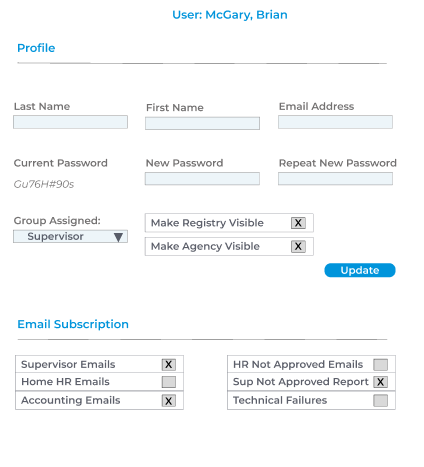 User: McGary, Brian
Profile
Last Name
First Name
Email Address
Current Password
New Password
Repeat New Password
Gu76H#90s
Group Assigned:
Supervisor
Make Registry Visible X
Make Agency Visible X
Update
Email Subscription
Supervisor Emails X
Home HR Emails
Accounting Emails X
HR Not Approved Emails
Sup Not Approved Report X
Technical Failures